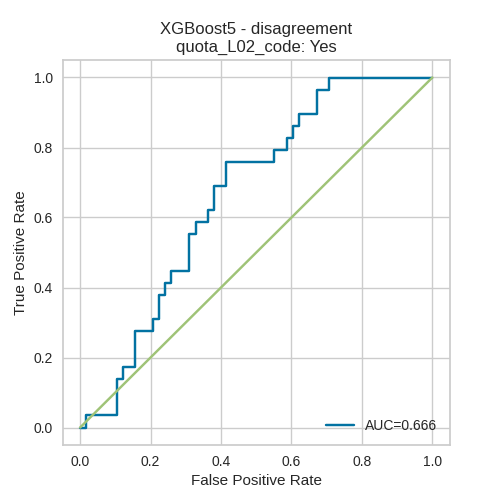 XGBoost5 - disagreement
quota_L02_code: Yes
True Positive Rate
1.0
0.8
0.6
0.4
0.2
0.0
AUC=0.666
0.0 0.2 0.4 0.6 0.8 1.0
False Positive Rate